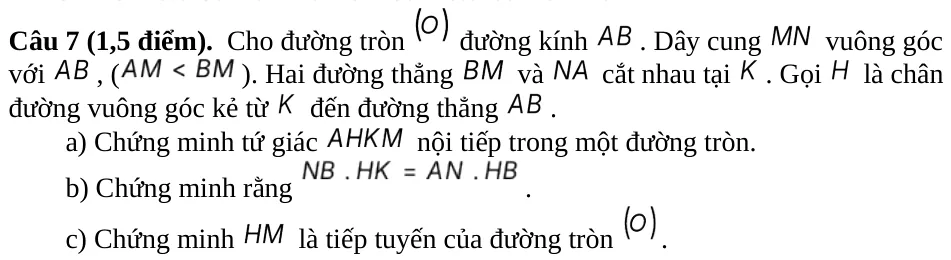 Câu 7 (1,5 điểm). Cho đường tròn (O) đường kính AB . Dây cung MN vuông góc
với AB , (AM < BM ). Hai đường thẳng BM và NA cắt nhau tại K . Gọi H là chân
đường vuông góc kẻ từ K đến đường thẳng AB .
a) Chứng minh tứ giác AHKM nội tiếp trong một đường tròn.
b) Chứng minh rằng NB . HK = AN . HB .
c) Chứng minh HM là tiếp tuyến của đường tròn (O).